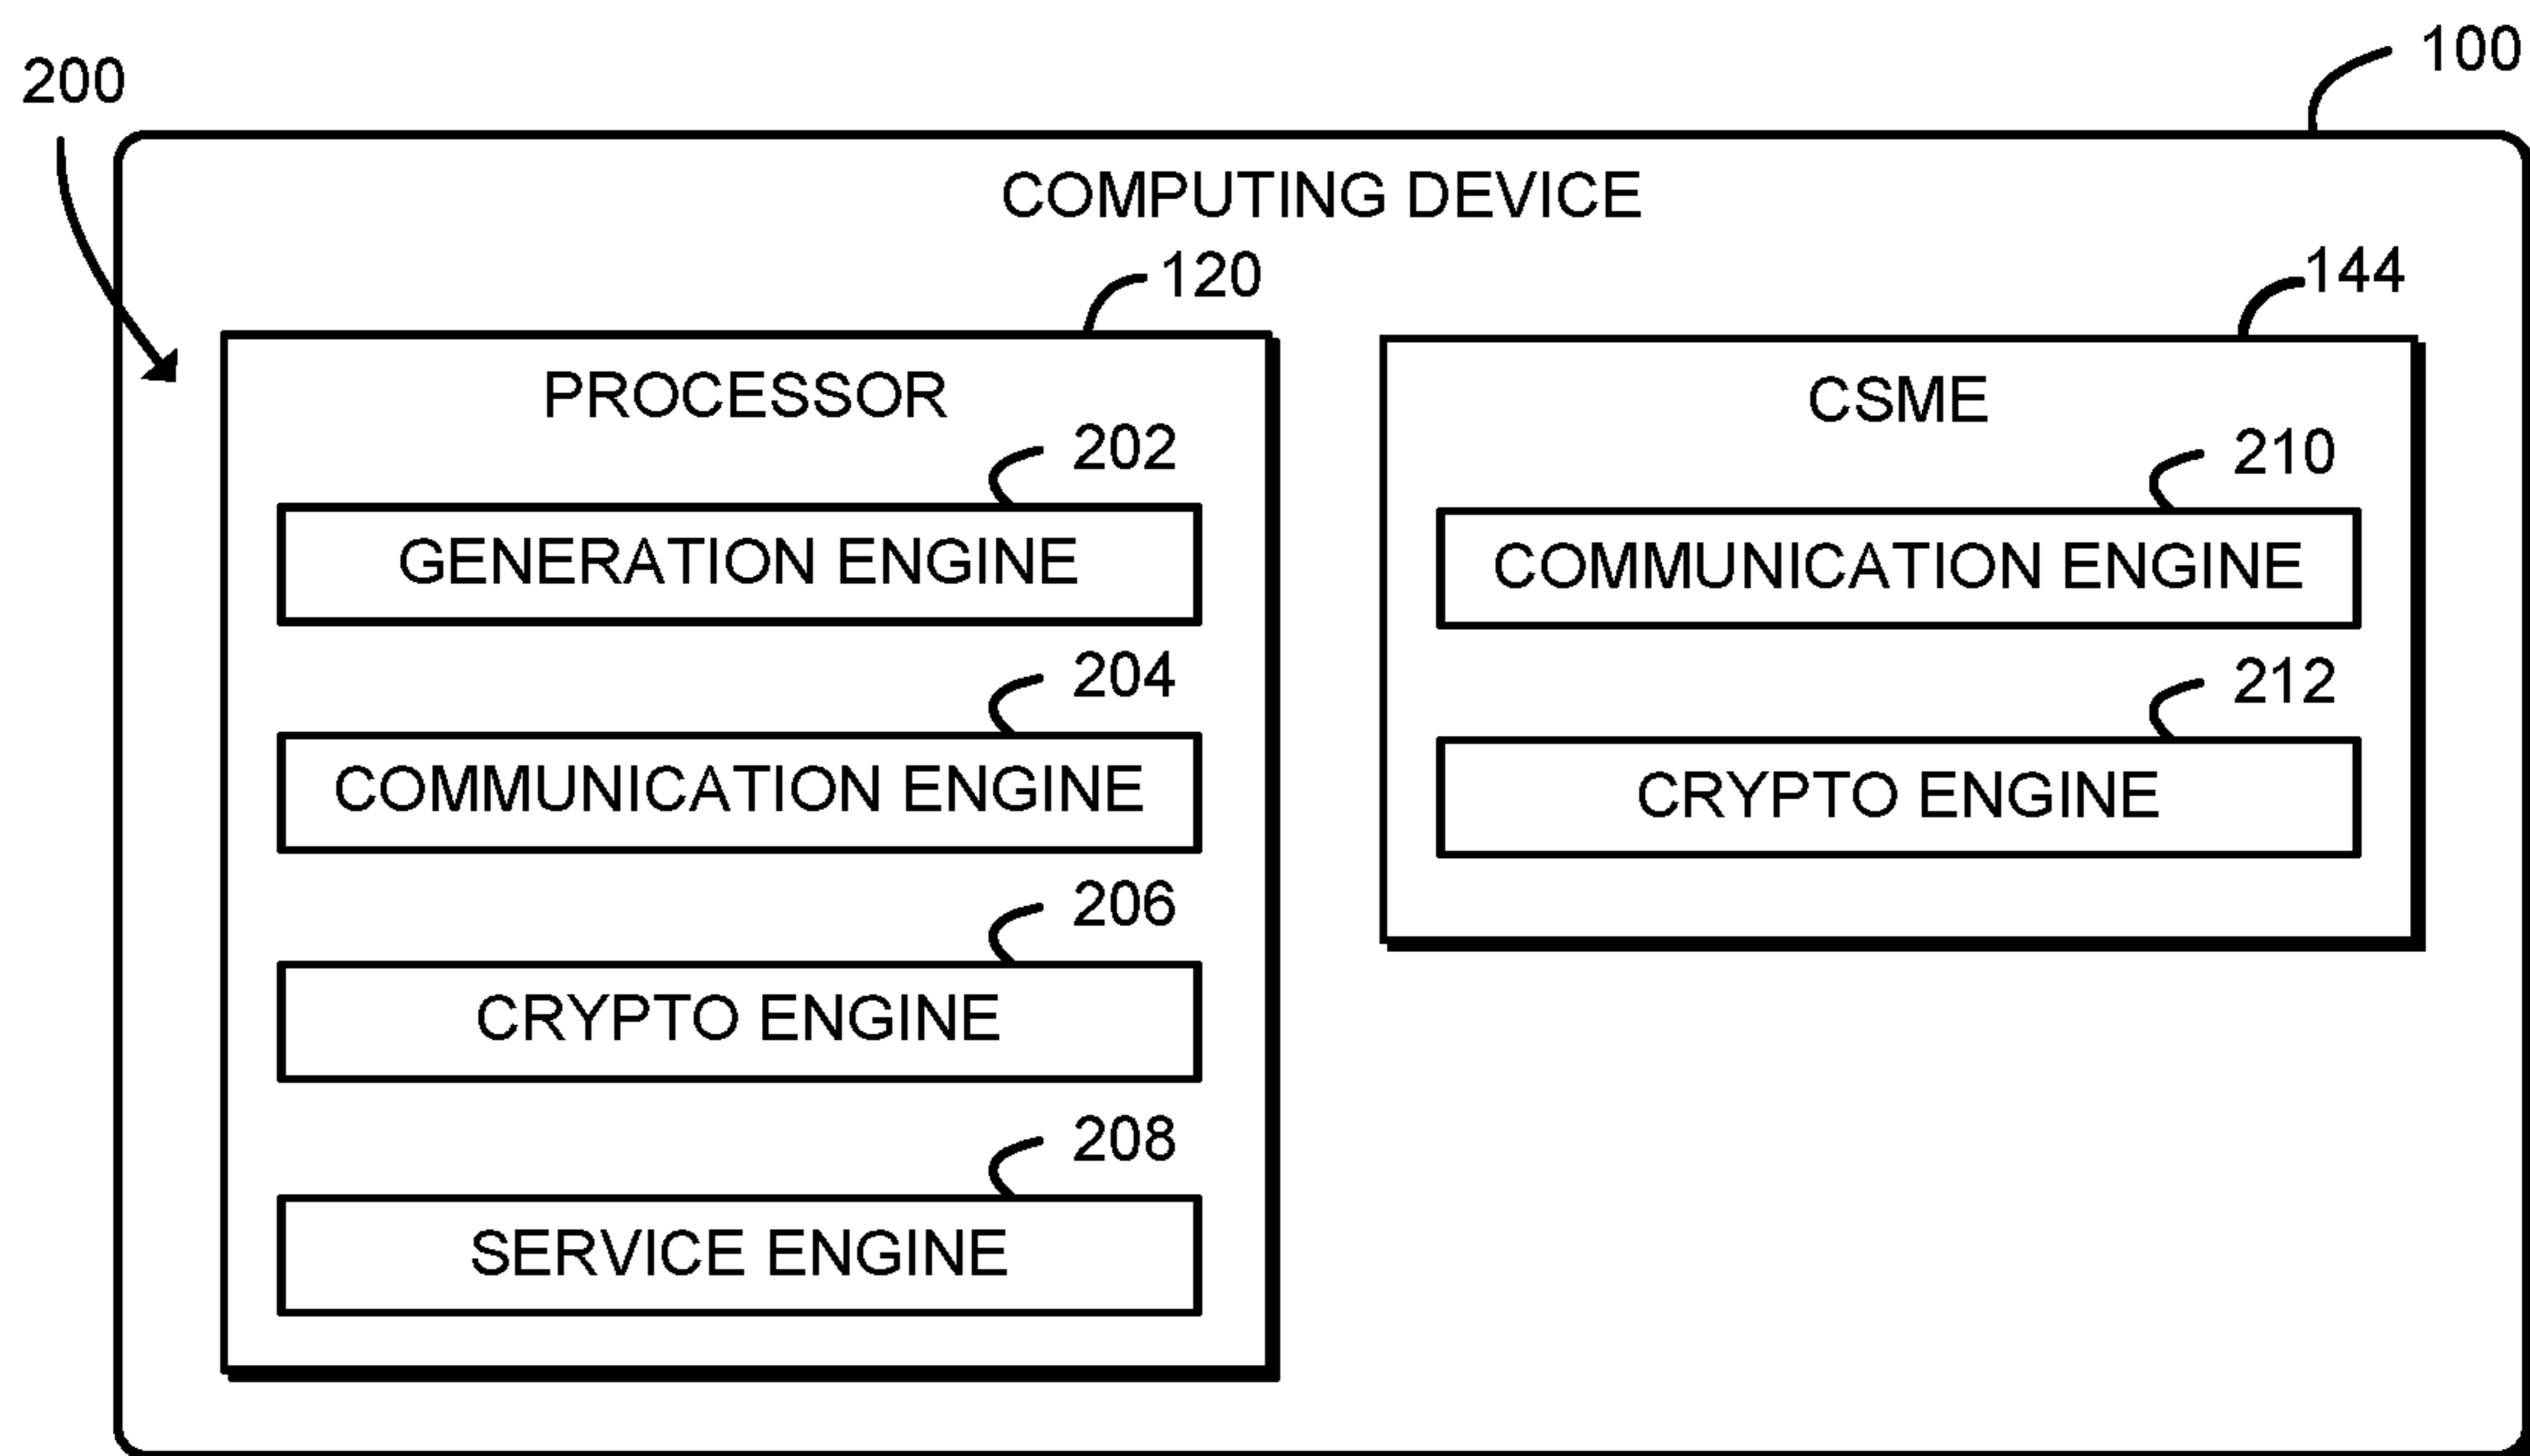 100
200
COMPUTING DEVICE
120
144
PROCESSOR
CSME
202
210
GENERATION ENGINE
COMMUNICATION ENGINE
204
212
COMMUNICATION ENGINE
CRYPTO ENGINE
206
CRYPTO ENGINE
208
SERVICE ENGINE